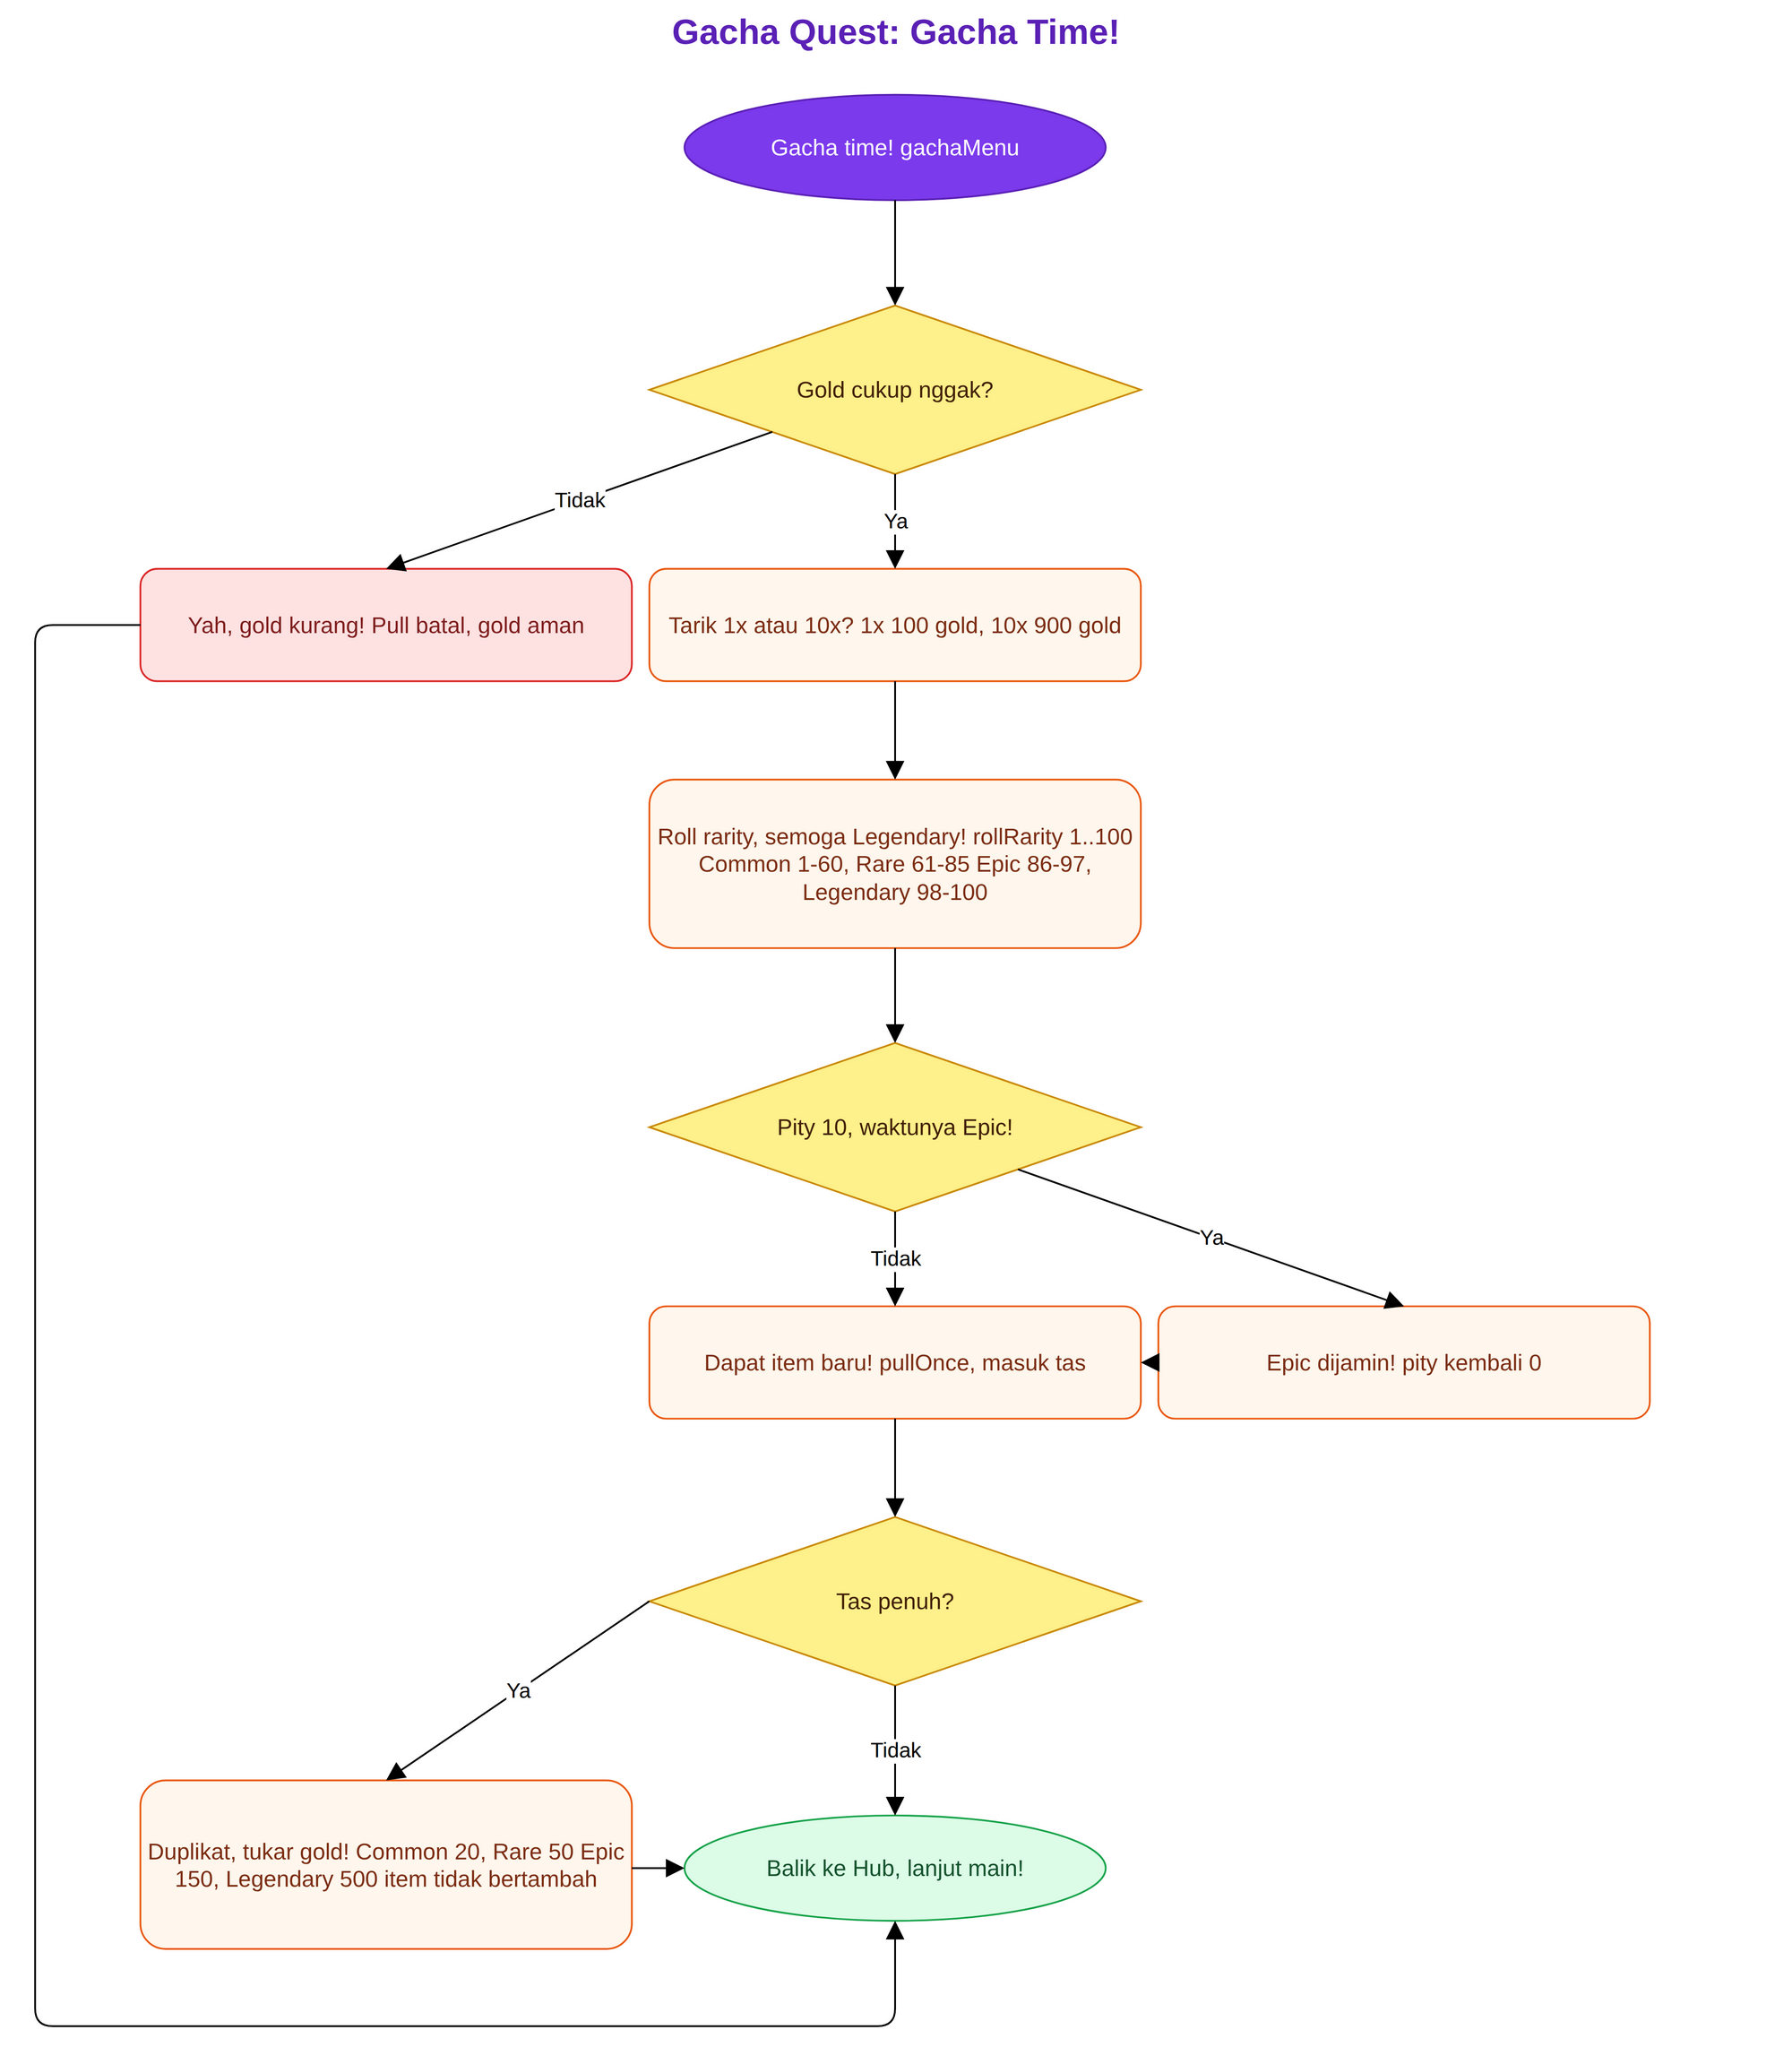 Gacha Quest: Gacha Time!
Gacha time! gachaMenu
Gold cukup nggak?
Tidak
Ya
Yah, gold kurang! Pull batal, gold aman
Tarik 1x atau 10x? 1x 100 gold, 10x 900 gold
Roll rarity, semoga Legendary! rollRarity 1..100
Common 1-60, Rare 61-85 Epic 86-97,
Legendary 98-100
Pity 10, waktunya Epic!
Ya
Tidak
Dapat item baru! pullOnce, masuk tas
Epic dijamin! pity kembali 0
Tas penuh?
Ya
Tidak
Duplikat, tukar gold! Common 20, Rare 50 Epic
150, Legendary 500 item tidak bertambah
Balik ke Hub, lanjut main!